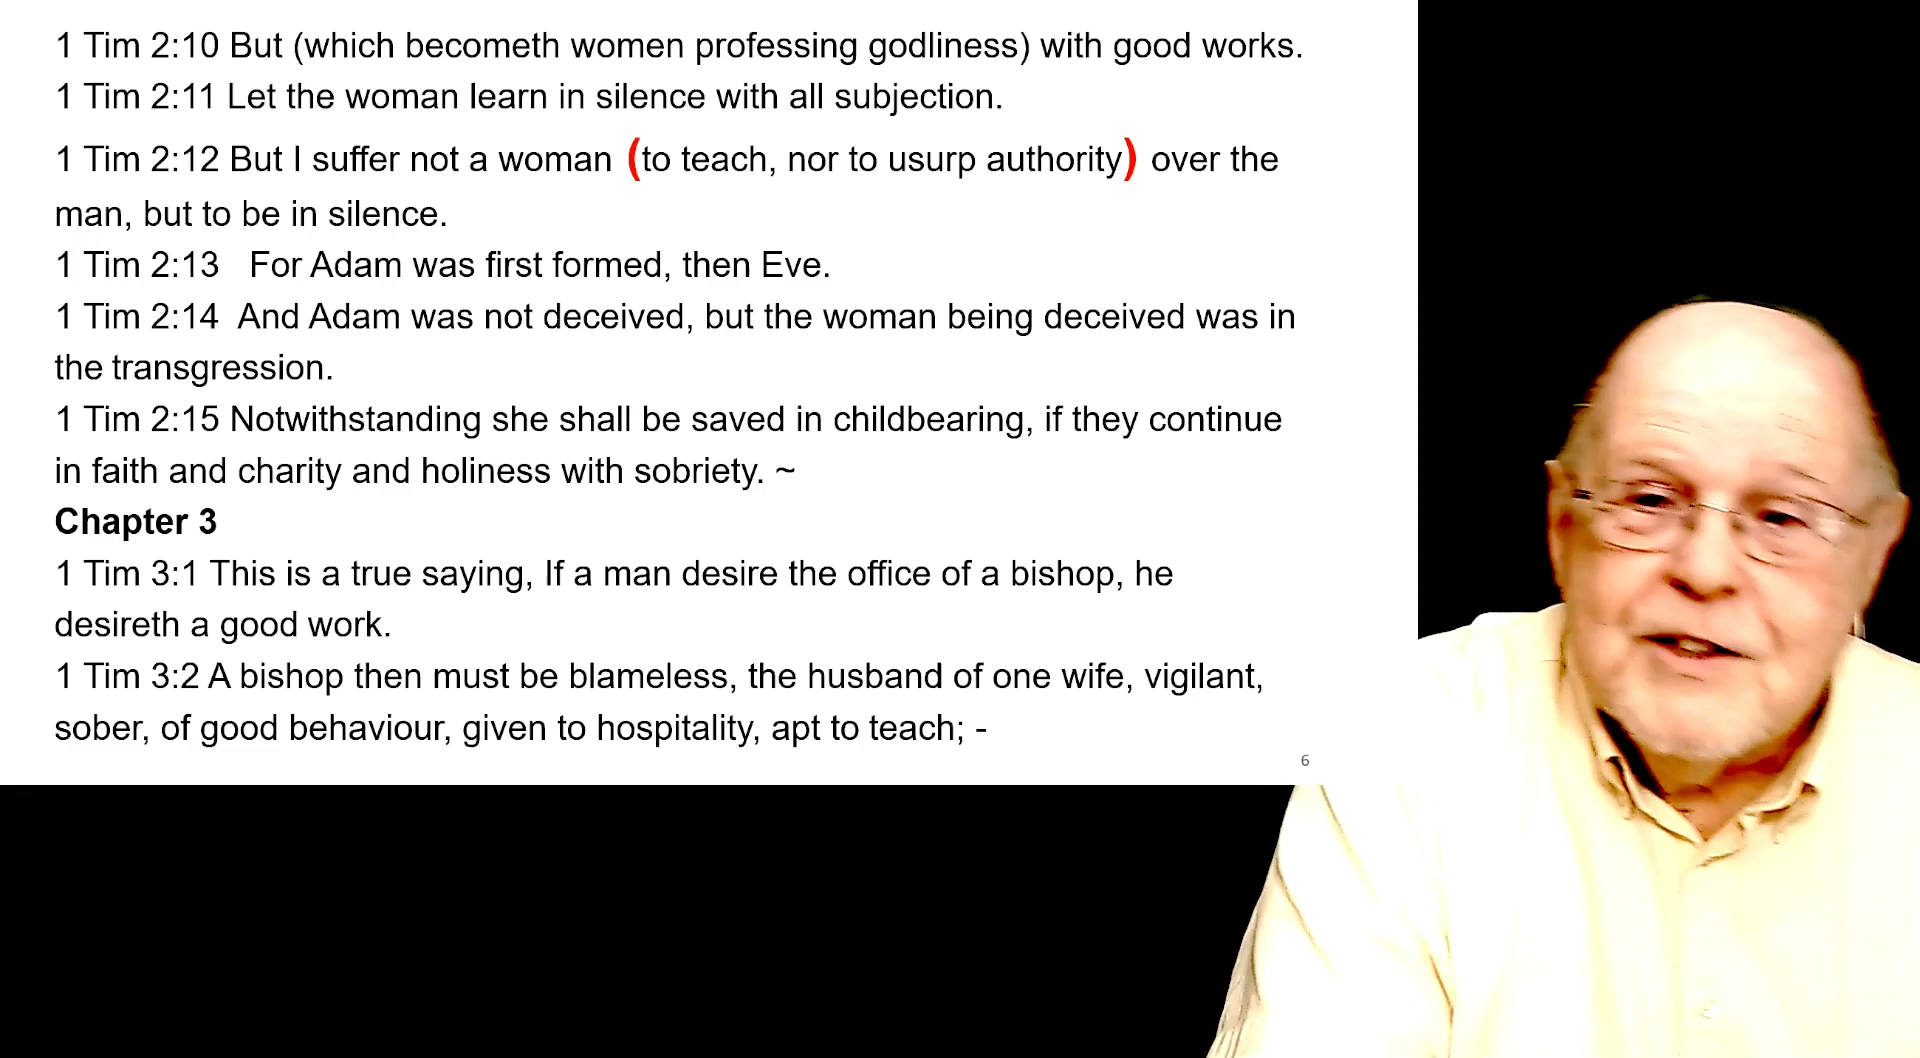 1 Tim 2:10 But (which becometh women professing godliness) with good works.
1 Tim 2:11 Let the woman learn in silence with all subjection.
1 Tim 2:12 But I suffer not a woman (to teach, nor to usurp authority) over the
man, but to be in silence.
1 Tim 2:13 For Adam was first formed, then Eve.
1 Tim 2:14 And Adam was not deceived, but the woman being deceived was in
the transgression.
1 Tim 2:15 Notwithstanding she shall be saved in childbearing, if they continue
in faith and charity and holiness with sobriety. ~
Chapter 3
1 Tim 3:1 This is a true saying, If a man desire the office of a bishop, he
desireth a good work.
1 Tim 3:2 A bishop then must be blameless, the husband of one wife, vigilant,
sober, of good behaviour, given to hospitality, apt to teach; -
6